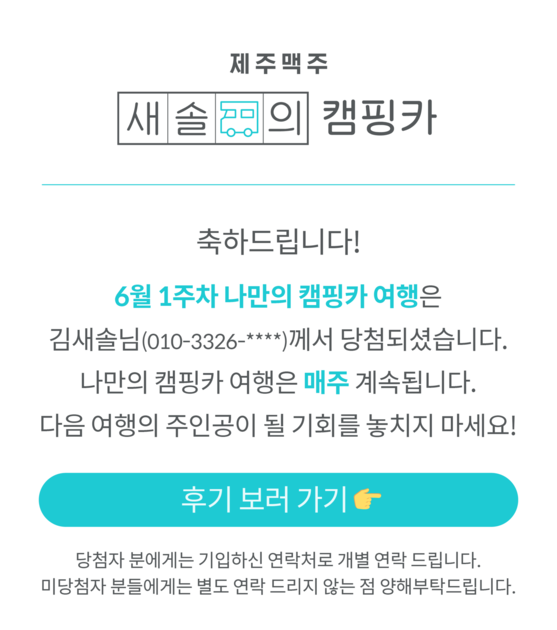 제주맥주
새솔의 캠핑카
축하드립니다!
6월 1주차 나만의 캠핑카 여행은
김새솔님(010-3326-****)께서 당첨되셨습니다.
나만의 캠핑카 여행은 매주 계속됩니다.
다음 여행의 주인공이 될 기회를 놓치지 마세요!
후기 보러 가기👉
당첨자 분에게는 기입하신 연락처로 개별 연락 드립니다.
미당첨자 분들에게는 별도 연락 드리지 않는 점 양해부탁드립니다.